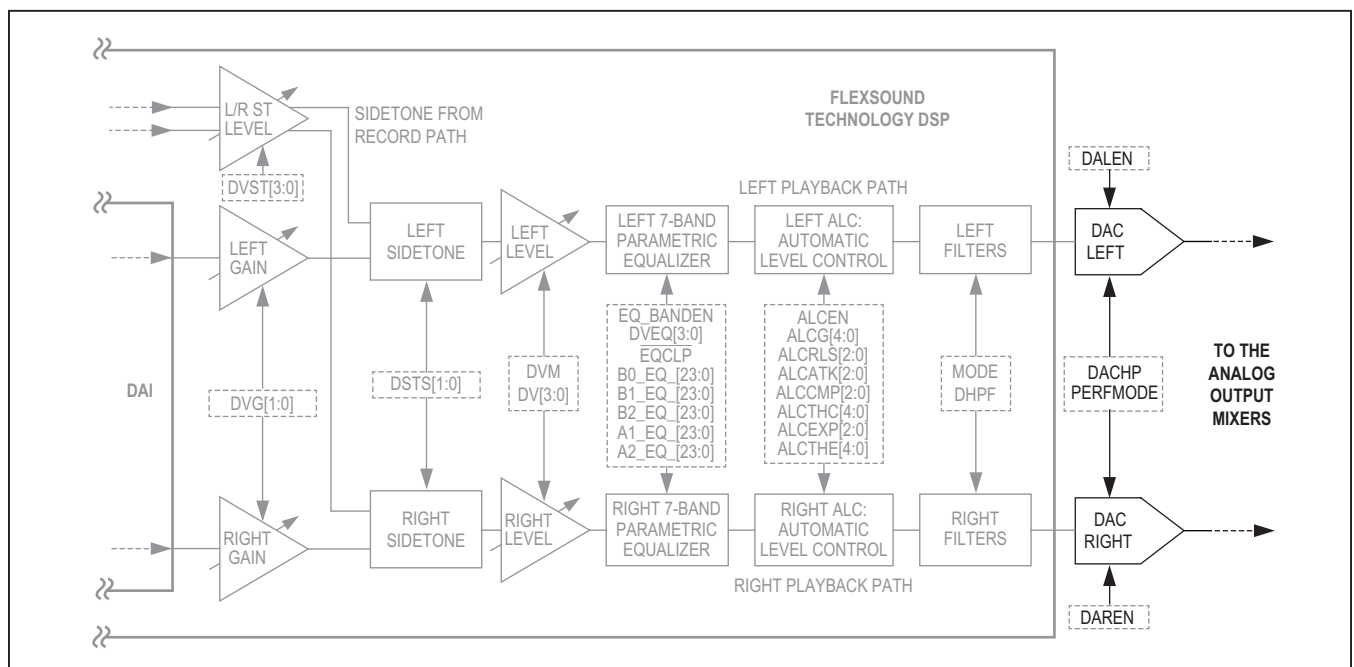 L/R ST
LEVEL
SIDETONE FROM
RECORD PATH
FLEXSOUND
TECHNOLOGY DSP
DVST[3:0]
DALEN
LEFT PLAYBACK PATH
LEFT
GAIN
LEFT
SIDETONE
LEFT
LEVEL
LEFT 7-BAND
PARAMETRIC
EQUALIZER
LEFT ALC:
AUTOMATIC
LEVEL CONTROL
LEFT
FILTERS
DAC
LEFT
DAI
DVG[1:0]
DSTS[1:0]
DVM
DV[3:0]
EQ_BANDEN
DVEQ[3:0]
EQCLP
B0_EQ_[23:0]
B1_EQ_[23:0]
B2_EQ_[23:0]
A1_EQ_[23:0]
A2_EQ_[23:0]
ALCEN
ALCG[4:0]
ALCRLS[2:0]
ALCATK[2:0]
ALCCMP[2:0]
ALCTHC[4:0]
ALCEXP[2:0]
ALCTHE[4:0]
MODE
DHPF
DACHP
PERFMODE
TO THE
ANALOG
OUTPUT
MIXERS
RIGHT
GAIN
RIGHT
SIDETONE
RIGHT
LEVEL
RIGHT 7-BAND
PARAMETRIC
EQUALIZER
RIGHT ALC:
AUTOMATIC
LEVEL CONTROL
RIGHT
FILTERS
DAC
RIGHT
RIGHT PLAYBACK PATH
DAREN